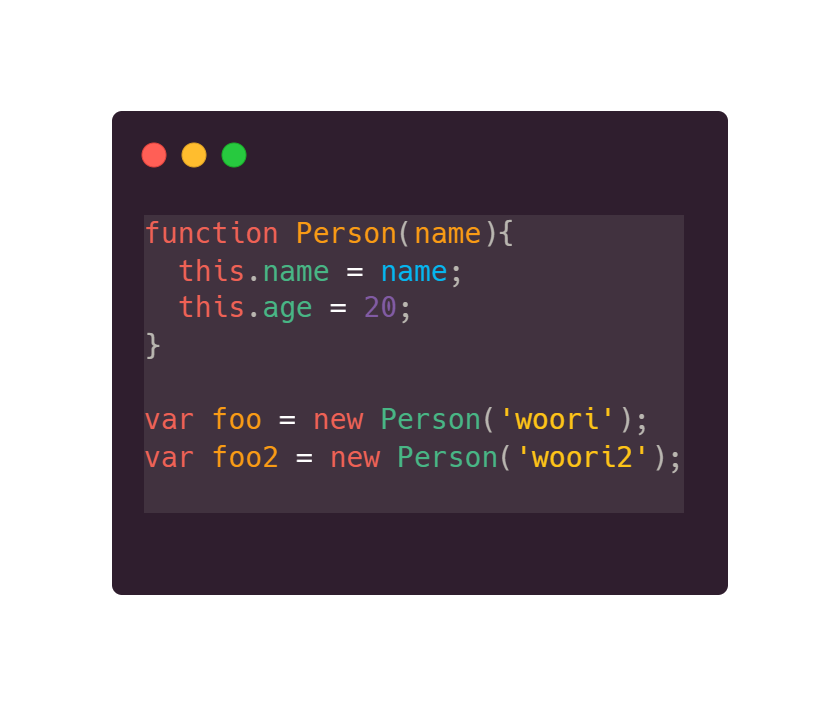 function Person(name){
  this.name = name;
  this.age = 20;
}
var foo = new Person('woori');
var foo2 = new Person('woori2');